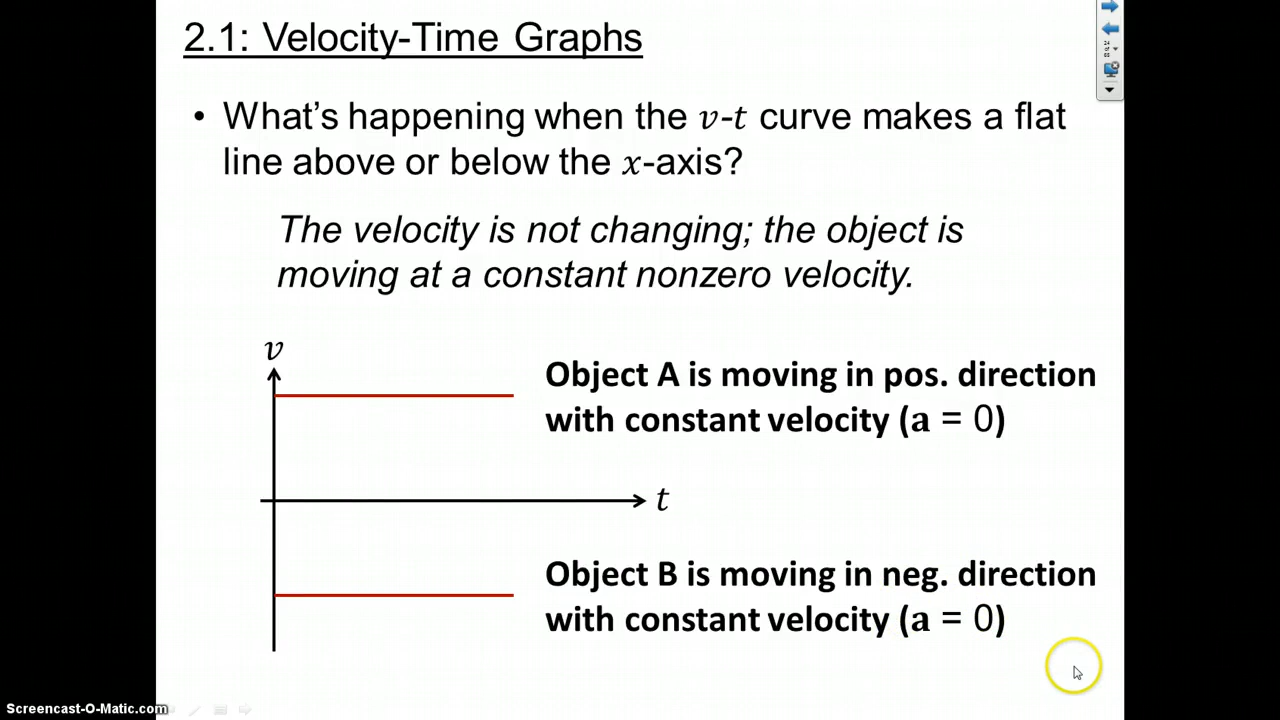 2.1: Velocity-Time Graphs
• What's happening when the v-t curve makes a flat
line above or below the x-axis?
The velocity is not changing; the object is
moving at a constant nonzero velocity.
v
Object A is moving in pos. direction
with constant velocity (a = 0)
t
Object B is moving in neg. direction
with constant velocity (a = 0)
Screencast-O-Matic.com